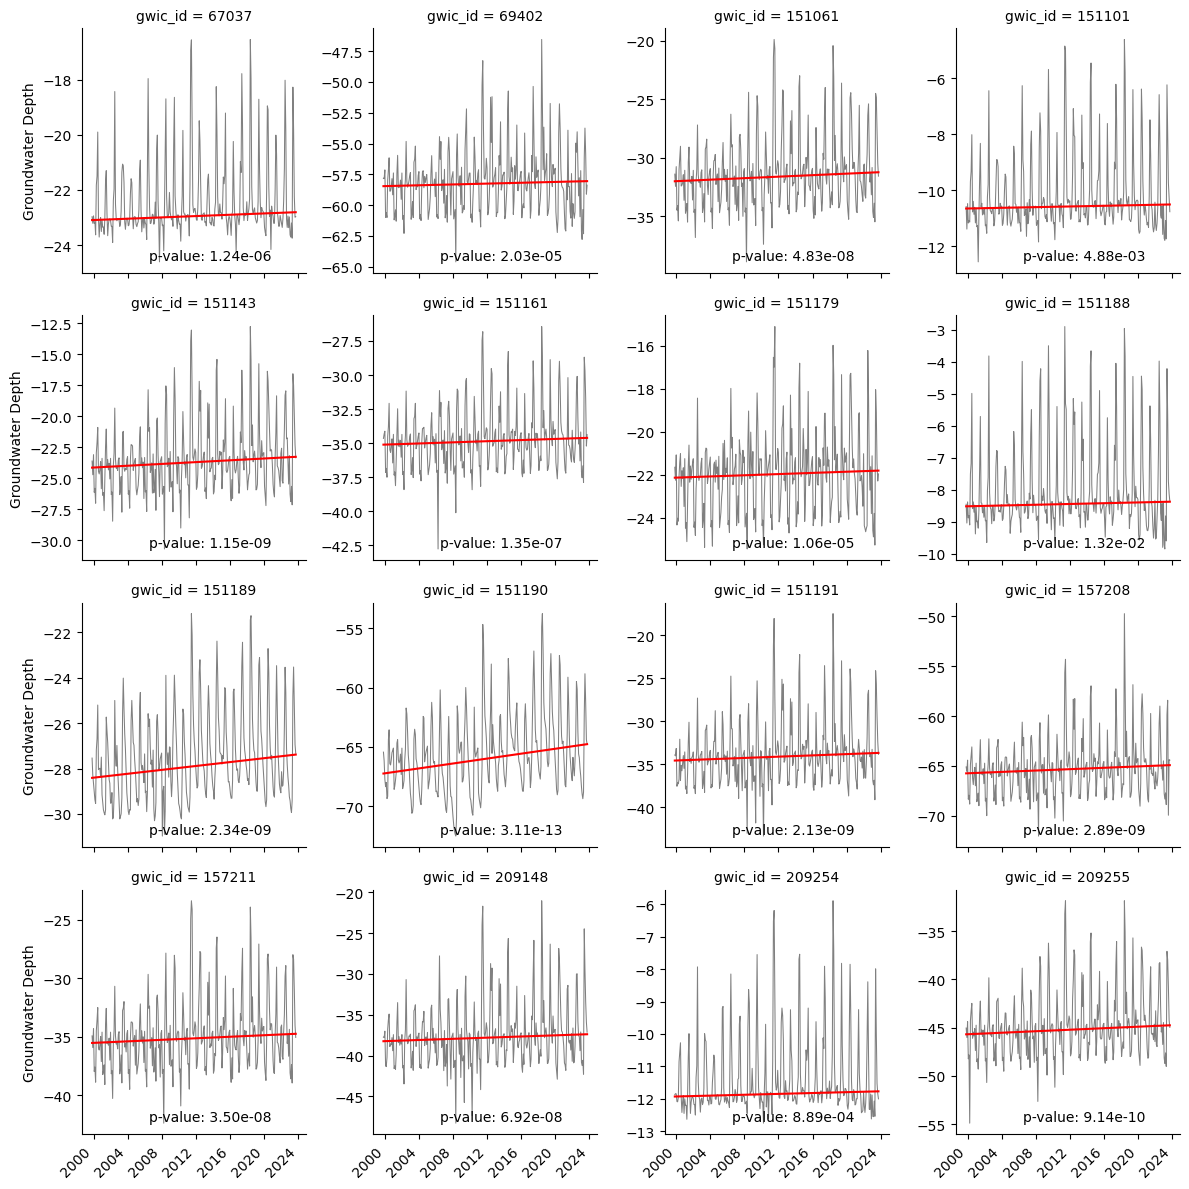 gwic_id = 67037
gwic_id = 69402
gwic_id = 151061
gwic_id = 151101
Groundwater Depth
−18
−20
−22
−24
p-value: 1.24e-06
−47.5
−50.0
−52.5
−55.0
−57.5
−60.0
−62.5
−65.0
p-value: 2.03e-05
−20
−25
−30
−35
p-value: 4.83e-08
−6
−8
−10
−12
p-value: 4.88e-03
gwic_id = 151143
gwic_id = 151161
gwic_id = 151179
gwic_id = 151188
Groundwater Depth
−12.5
−15.0
−17.5
−20.0
−22.5
−25.0
−27.5
−30.0
p-value: 1.15e-09
−27.5
−30.0
−32.5
−35.0
−37.5
−40.0
−42.5
p-value: 1.35e-07
−16
−18
−20
−22
−24
p-value: 1.06e-05
−3
−4
−5
−6
−7
−8
−9
−10
p-value: 1.32e-02
gwic_id = 151189
gwic_id = 151190
gwic_id = 151191
gwic_id = 157208
Groundwater Depth
−22
−24
−26
−28
−30
p-value: 2.34e-09
−55
−60
−65
−70
p-value: 3.11e-13
−20
−25
−30
−35
−40
p-value: 2.13e-09
−50
−55
−60
−65
−70
p-value: 2.89e-09
gwic_id = 157211
gwic_id = 209148
gwic_id = 209254
gwic_id = 209255
Groundwater Depth
−25
−30
−35
−40
p-value: 3.50e-08
−20
−25
−30
−35
−40
−45
p-value: 6.92e-08
−6
−7
−8
−9
−10
−11
−12
−13
p-value: 8.89e-04
−35
−40
−45
−50
−55
p-value: 9.14e-10
2000 2004 2008 2012 2016 2020 2024
2000 2004 2008 2012 2016 2020 2024
2000 2004 2008 2012 2016 2020 2024
2000 2004 2008 2012 2016 2020 2024